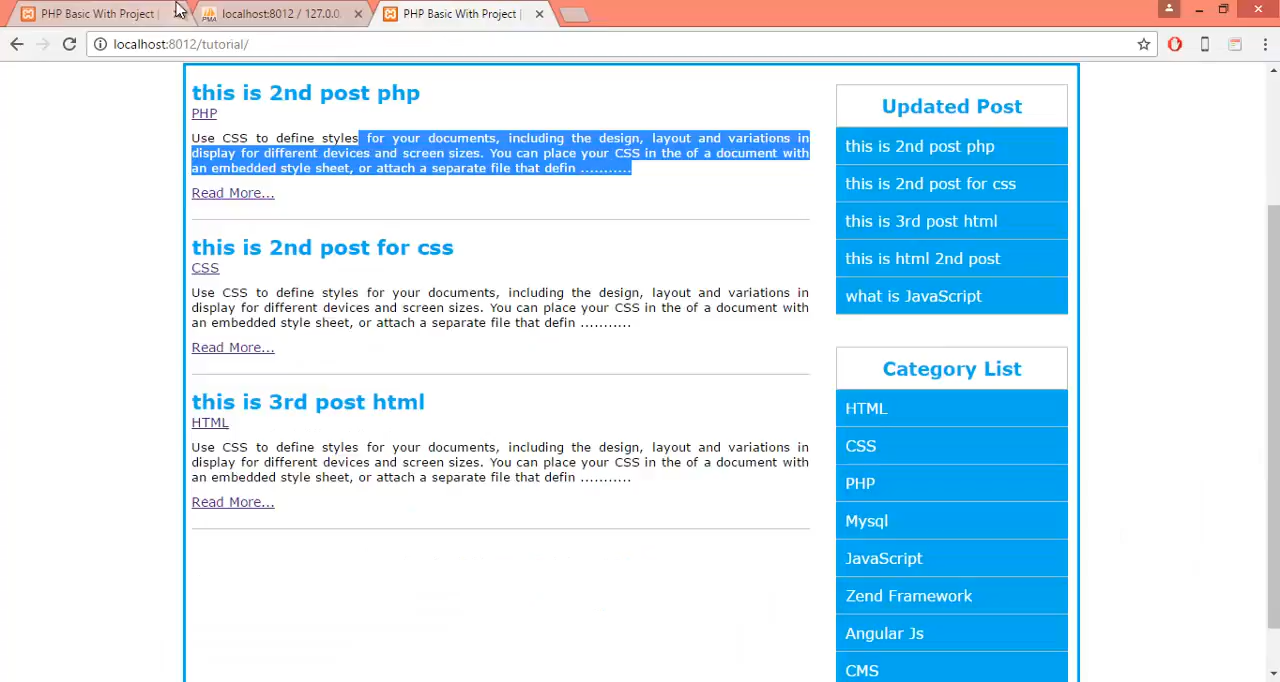 PHP Basic With Project |
localhost:8012 / 127.0.0.
PHP Basic With Project |
localhost:8012/tutorial/
this is 2nd post php
PHP
Use CSS to define styles for your documents, including the design, layout and variations in
display for different devices and screen sizes. You can place your CSS in the of a document with
an embedded style sheet, or attach a separate file that defin ...........
Read More...
this is 2nd post for css
CSS
Use CSS to define styles for your documents, including the design, layout and variations in
display for different devices and screen sizes. You can place your CSS in the of a document with
an embedded style sheet, or attach a separate file that defin ...........
Read More...
this is 3rd post html
HTML
Use CSS to define styles for your documents, including the design, layout and variations in
display for different devices and screen sizes. You can place your CSS in the of a document with
an embedded style sheet, or attach a separate file that defin ...........
Read More...
Updated Post
this is 2nd post php
this is 2nd post for css
this is 3rd post html
this is html 2nd post
what is JavaScript
Category List
HTML
CSS
PHP
Mysql
JavaScript
Zend Framework
Angular Js
CMS